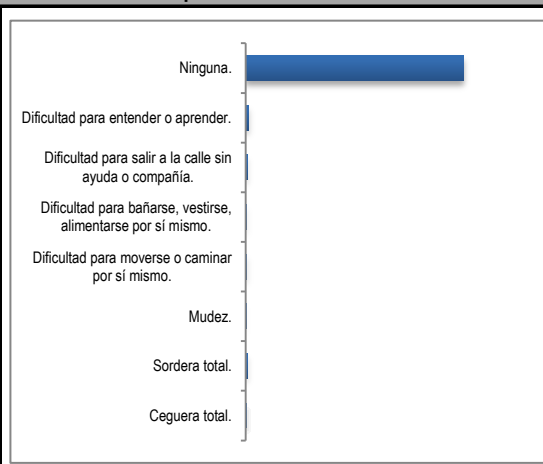 Ninguna.
Dificultad para entender o aprender.
Dificultad para salir a la calle sin
ayuda o compañía.
Dificultad para bañarse, vestirse,
alimentarse por sí mismo.
Dificultad para moverse o caminar
por sí mismo.
Mudez.
Sordera total.
Ceguera total.